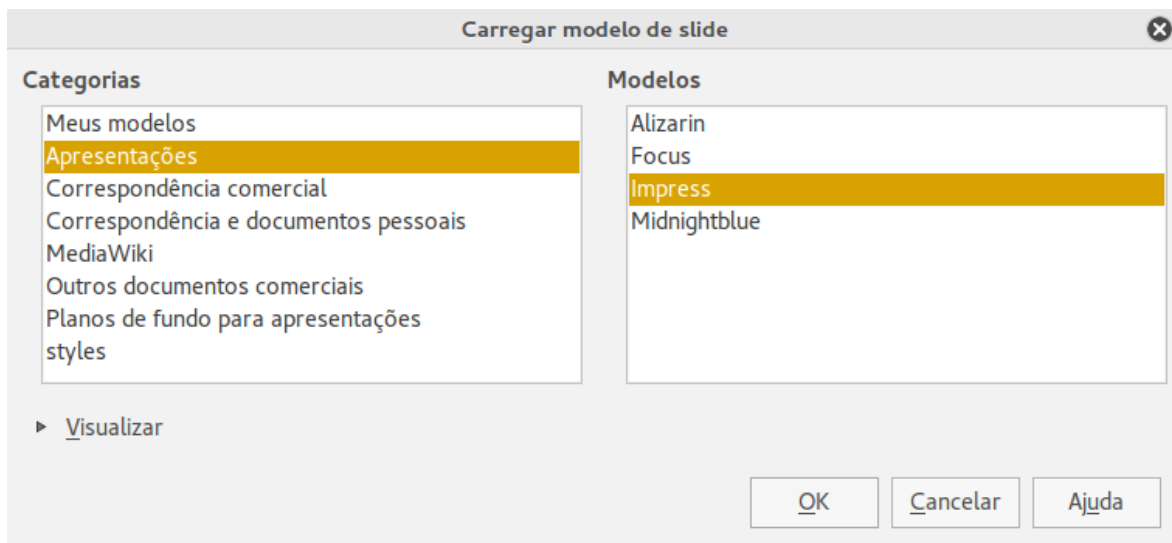 Carregar modelo de slide
Categorias
Meus modelos
Apresentações
Correspondência comercial
Correspondência e documentos pessoais
MediaWiki
Outros documentos comerciais
Planos de fundo para apresentações
styles
Modelos
Alizarin
Focus
Impress
Midnightblue
Visualizar
OK
Cancelar
Ajuda